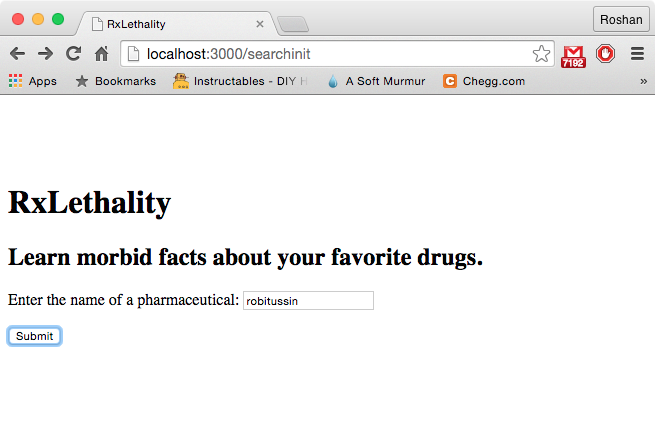 RxLethality
Roshan
localhost:3000/searchinit
7192
Apps
Bookmarks
Instructables - DIY H
A Soft Murmur
C Chegg.com
»
RxLethality
Learn morbid facts about your favorite drugs.
Enter the name of a pharmaceutical: robitussin
Submit